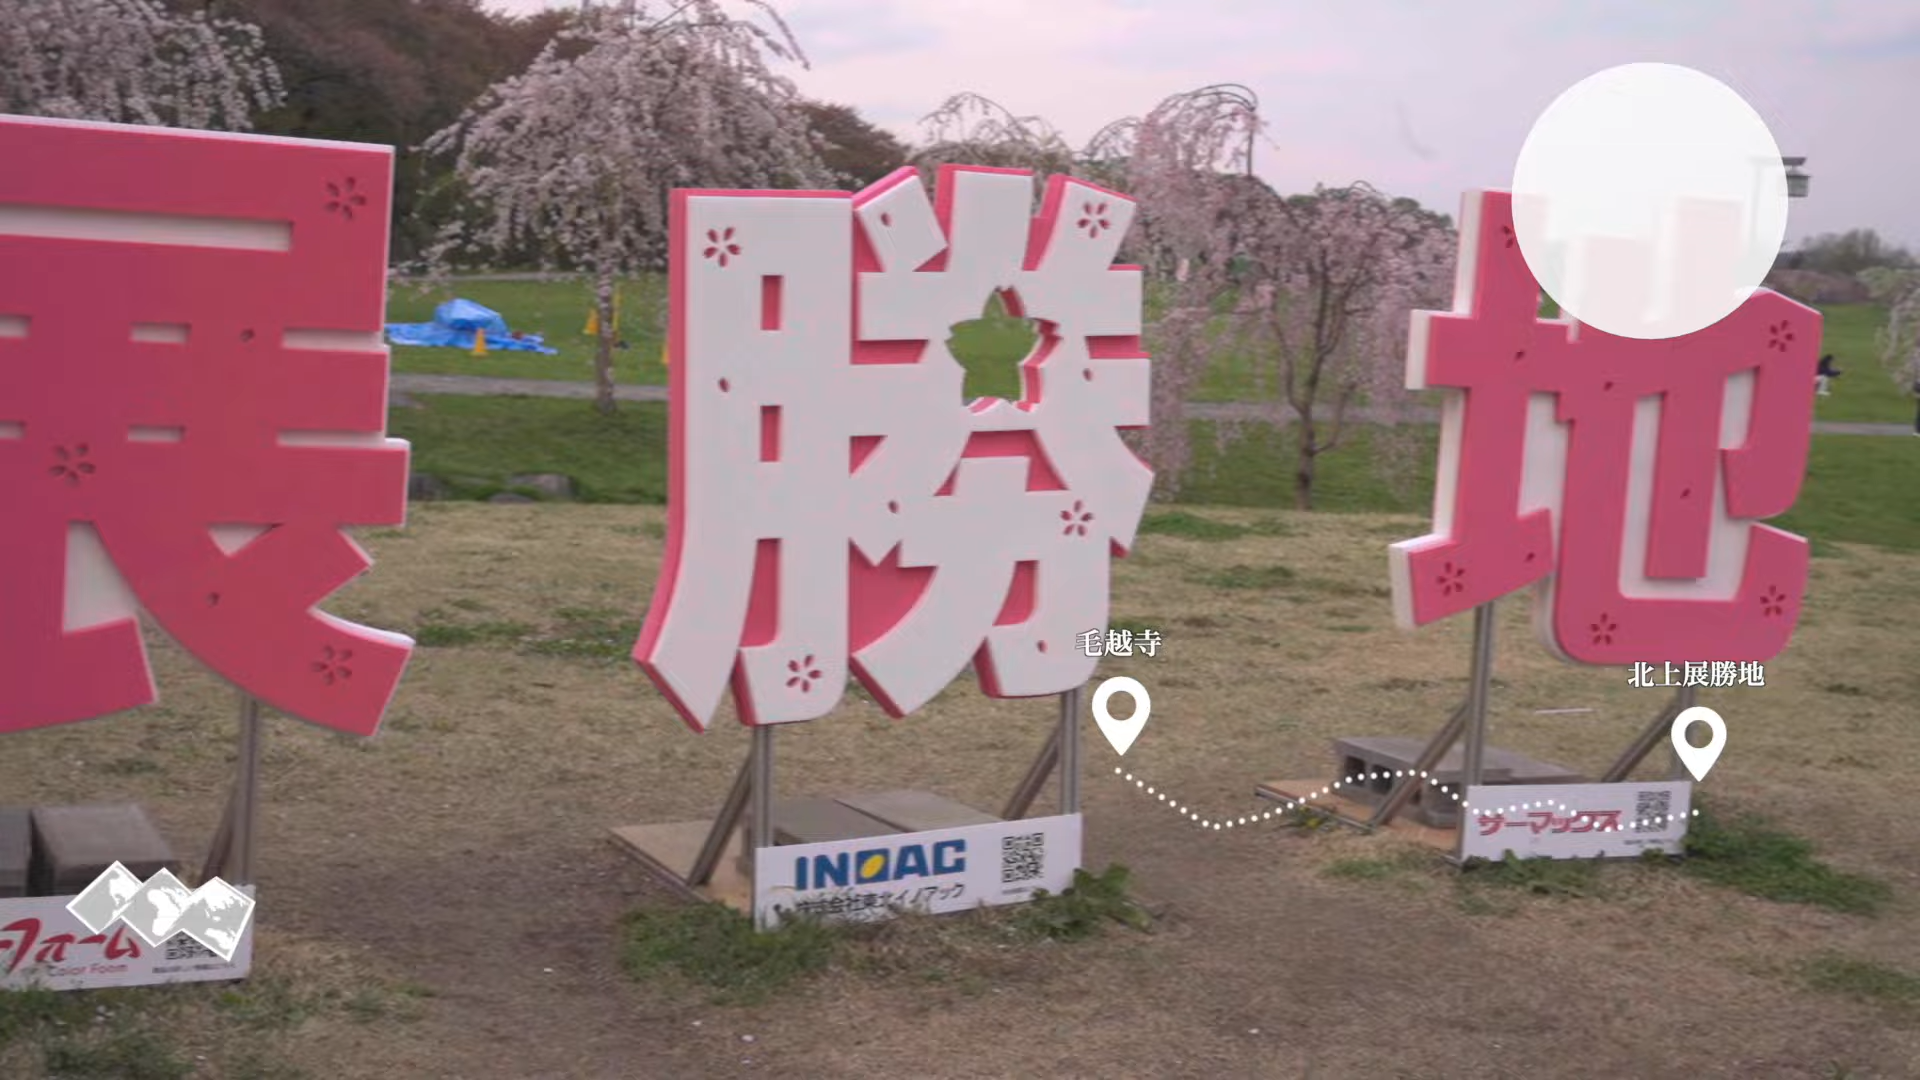 展勝地
毛越寺
北上展勝地
サーマックス
INOAC
株式会社東北イノアック
フォーム
Color Foam